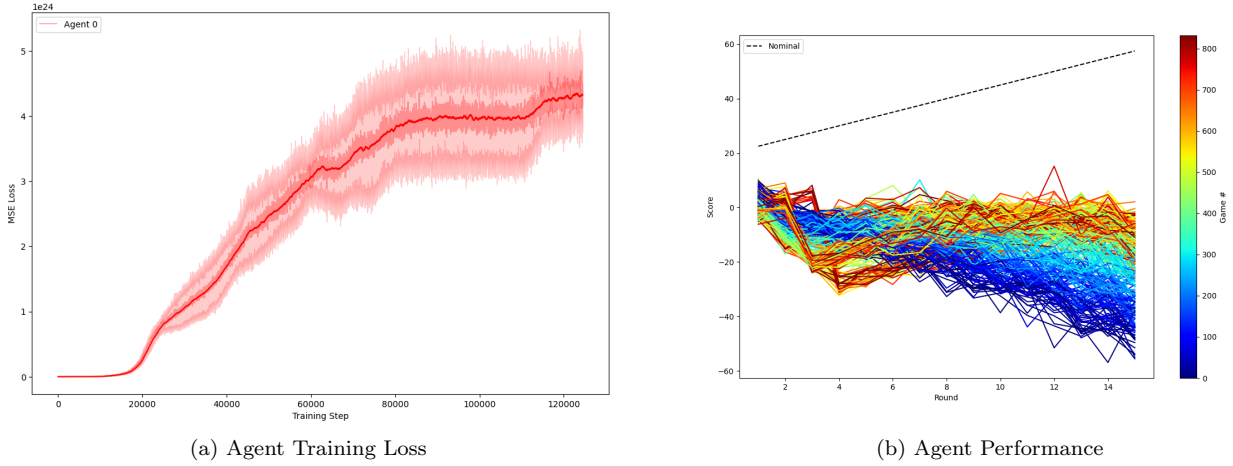 1e24
Agent 0
5
4
3
2
1
0
MSE Loss
0 20000 40000 60000 80000 100000 120000
Training Step
(a) Agent Training Loss
Nominal
60
40
20
0
−20
−40
−60
Score
2 4 6 8 10 12 14
Round
800
700
600
500
400
300
200
100
0
Game #
(b) Agent Performance